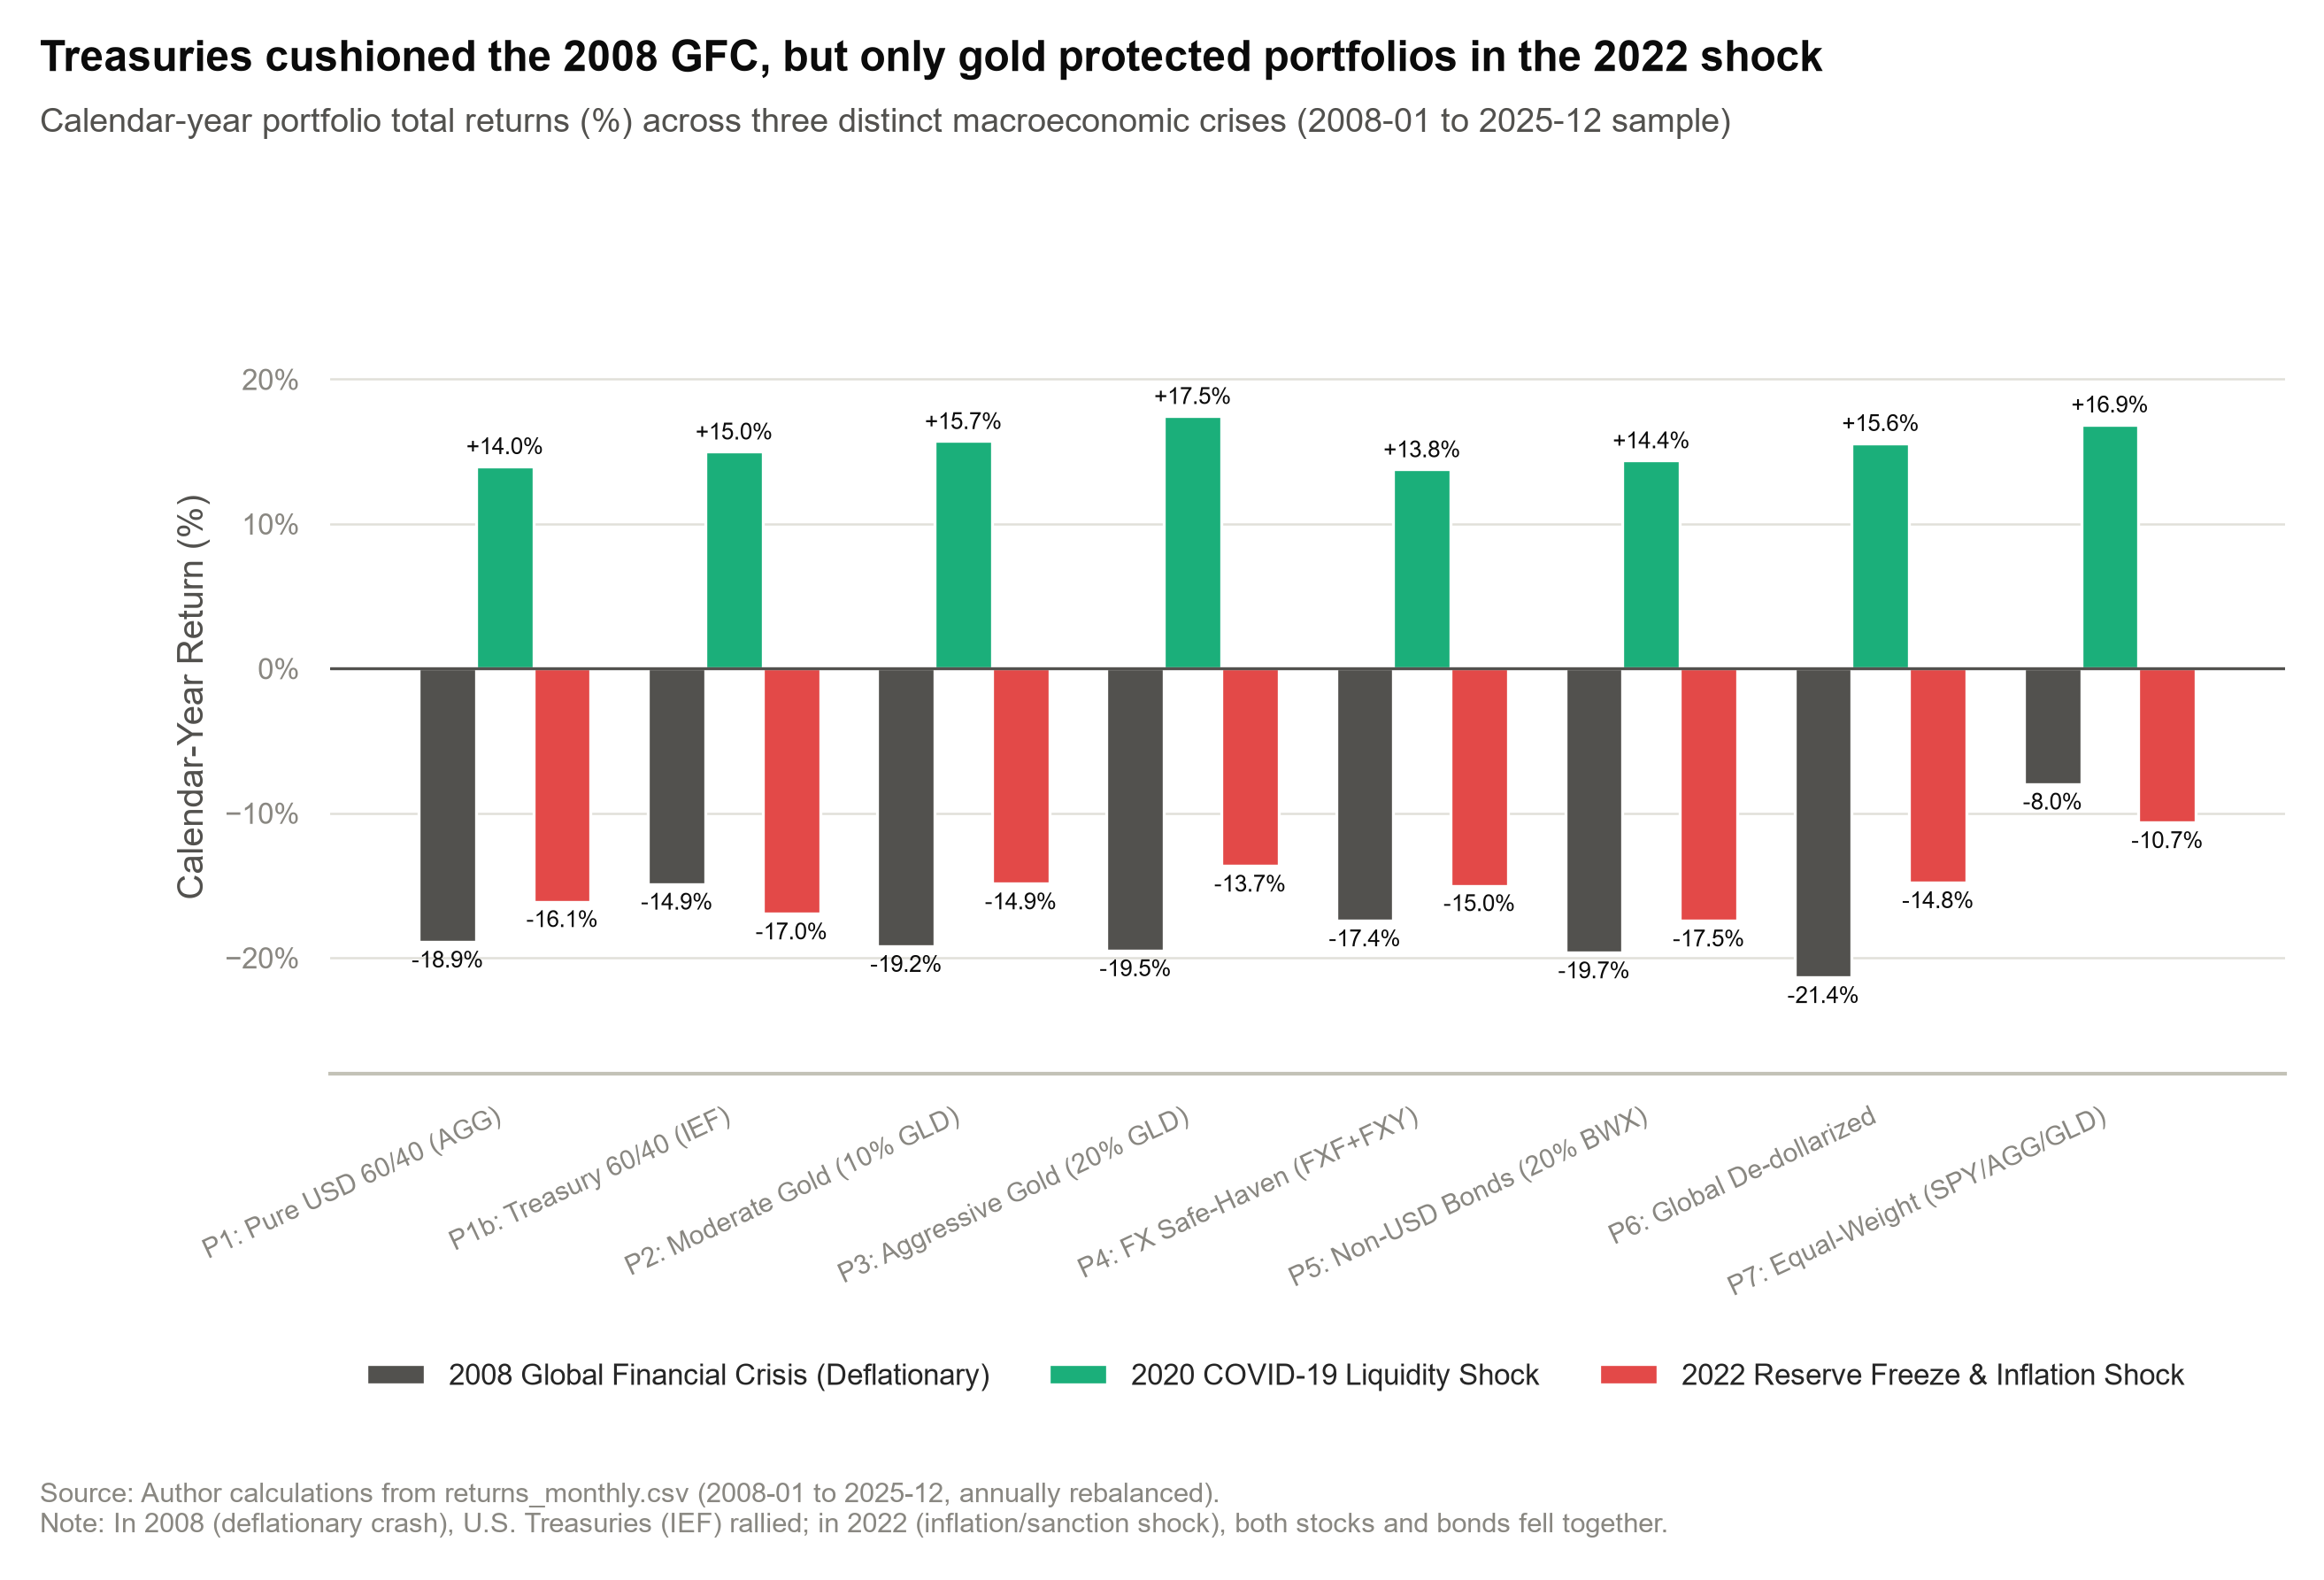 Treasuries cushioned the 2008 GFC, but only gold protected portfolios in the 2022 shock
Calendar-year portfolio total returns (%) across three distinct macroeconomic crises (2008-01 to 2025-12 sample)
Calendar-Year Return (%)
20%
10%
0%
−10%
−20%
-18.9%
+14.0%
-16.1%
-14.9%
+15.0%
-17.0%
-19.2%
+15.7%
-14.9%
-19.5%
+17.5%
-13.7%
-17.4%
+13.8%
-15.0%
-19.7%
+14.4%
-17.5%
-21.4%
+15.6%
-14.8%
-8.0%
+16.9%
-10.7%
P1: Pure USD 60/40 (AGG)
P1b: Treasury 60/40 (IEF)
P2: Moderate Gold (10% GLD)
P3: Aggressive Gold (20% GLD)
P4: FX Safe-Haven (FXF+FXY)
P5: Non-USD Bonds (20% BWX)
P6: Global De-dollarized
P7: Equal-Weight (SPY/AGG/GLD)
2008 Global Financial Crisis (Deflationary)
2020 COVID-19 Liquidity Shock
2022 Reserve Freeze & Inflation Shock
Source: Author calculations from returns_monthly.csv (2008-01 to 2025-12, annually rebalanced).
Note: In 2008 (deflationary crash), U.S. Treasuries (IEF) rallied; in 2022 (inflation/sanction shock), both stocks and bonds fell together.